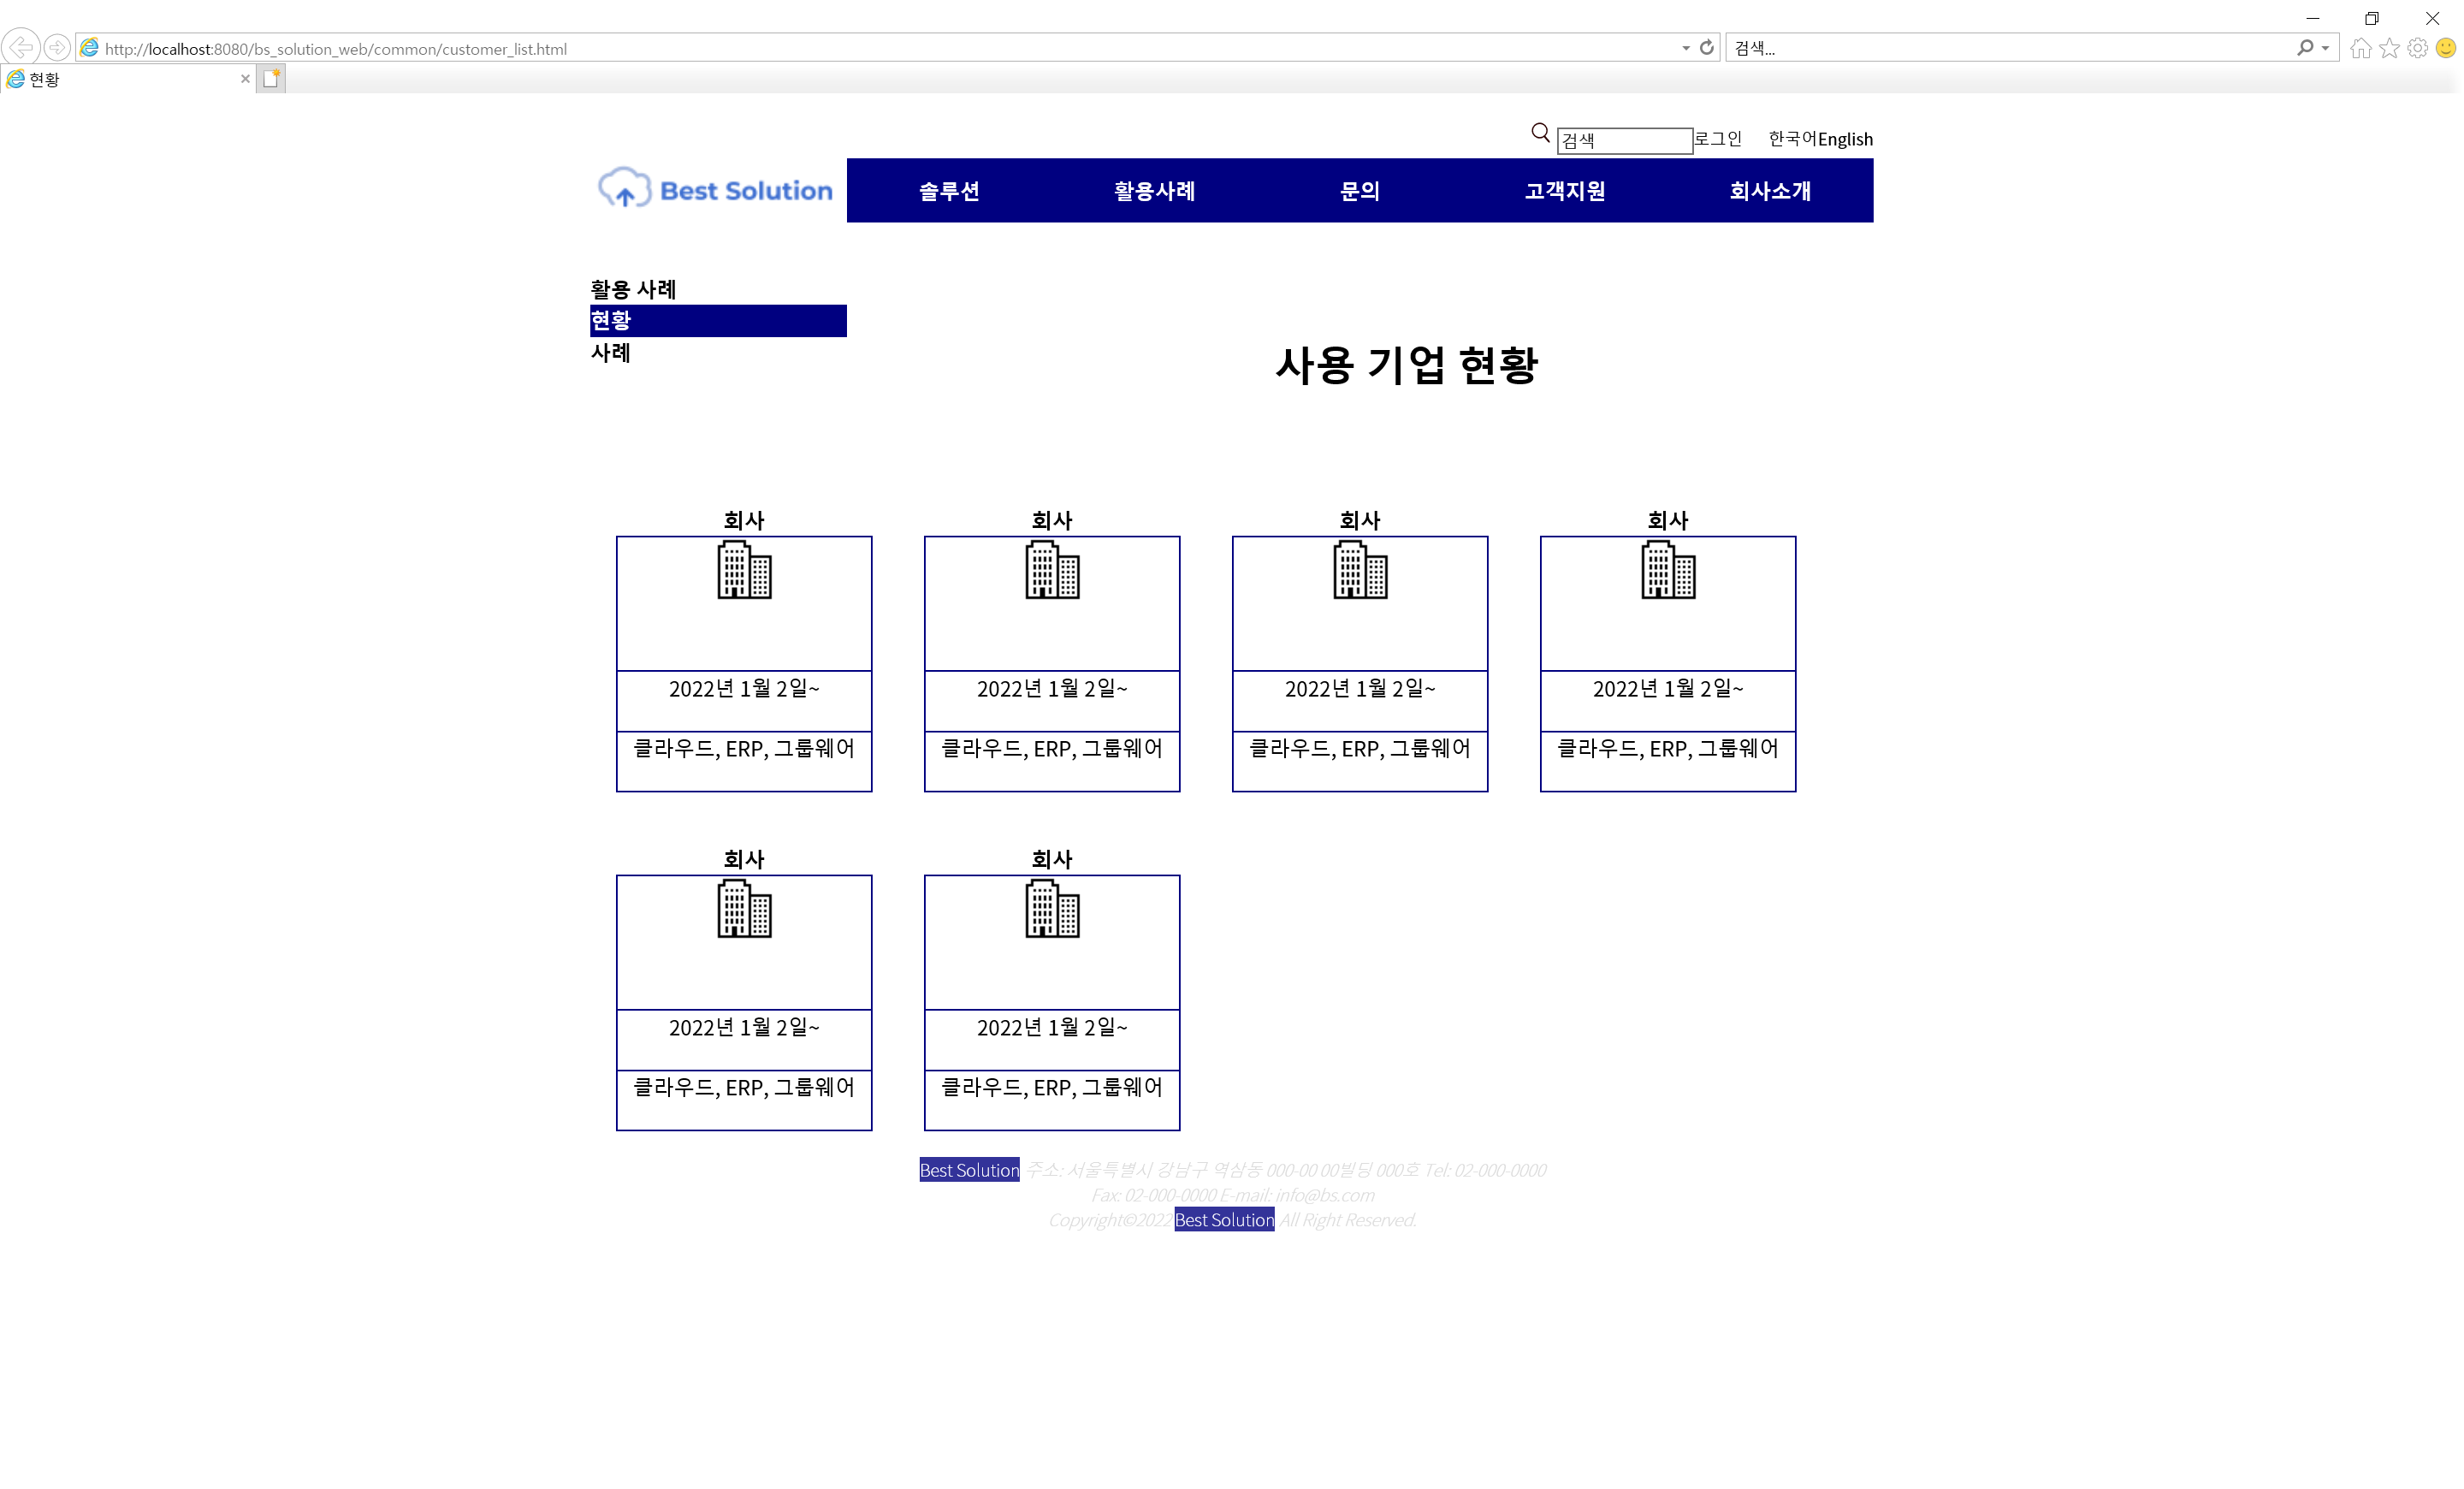 http://localhost:8080/bs_solution_web/common/customer_list.html
검색...
현황
검색
로그인
한국어English
Best Solution
솔루션
활용사례
문의
고객지원
회사소개
활용 사례
현황
사례
사용 기업 현황
회사
회사
회사
회사
2022년 1월 2일~
2022년 1월 2일~
2022년 1월 2일~
2022년 1월 2일~
클라우드, ERP, 그룹웨어
클라우드, ERP, 그룹웨어
클라우드, ERP, 그룹웨어
클라우드, ERP, 그룹웨어
회사
회사
2022년 1월 2일~
2022년 1월 2일~
클라우드, ERP, 그룹웨어
클라우드, ERP, 그룹웨어
Best Solution 주소: 서울특별시 강남구 역삼동 000-00 00빌딩 000호 Tel: 02-000-0000
Fax: 02-000-0000 E-mail: info@bs.com
Copyright©2022 Best Solution All Right Reserved.